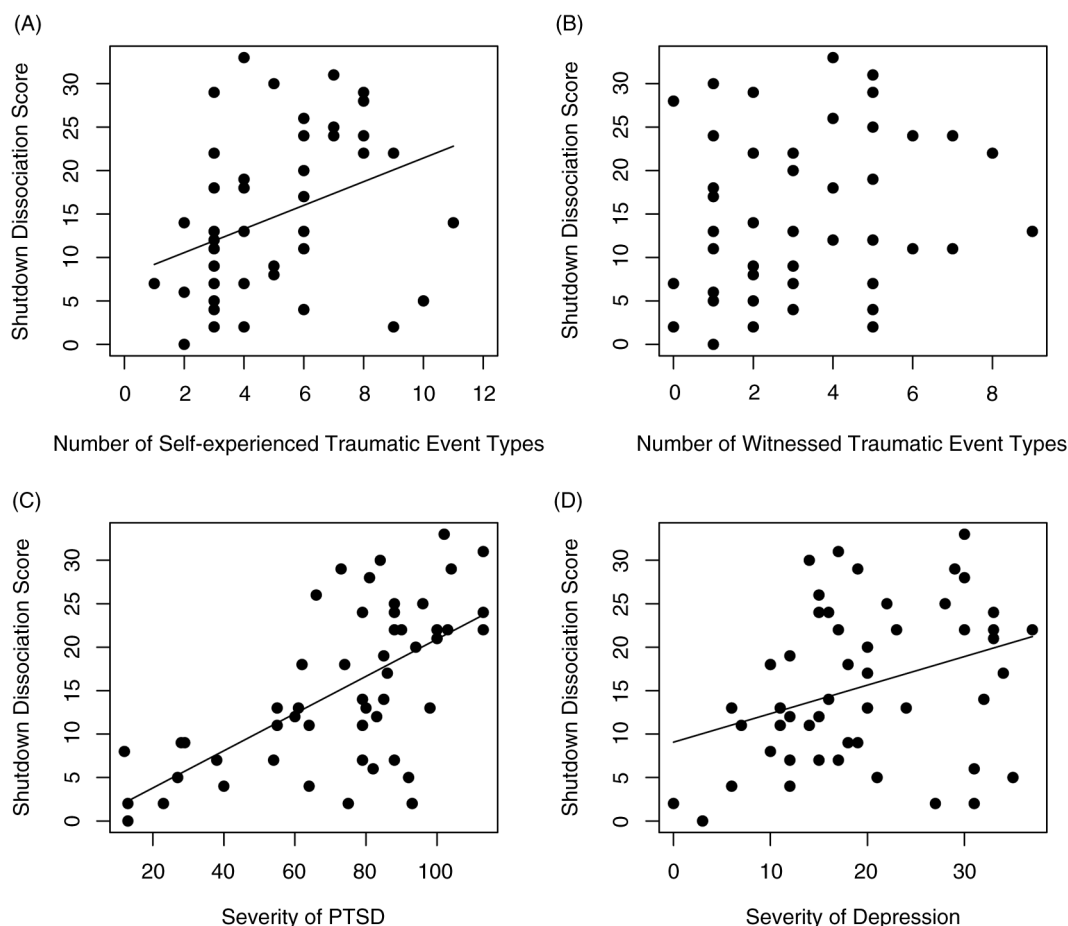 (A)
Shutdown Dissociation Score
0 5 10 15 20 25 30
0 2 4 6 8 10 12
Number of Self-experienced Traumatic Event Types
(B)
Shutdown Dissociation Score
0 5 10 15 20 25 30
0 2 4 6 8
Number of Witnessed Traumatic Event Types
(C)
Shutdown Dissociation Score
0 5 10 15 20 25 30
20 40 60 80 100
Severity of PTSD
(D)
Shutdown Dissociation Score
0 5 10 15 20 25 30
0 10 20 30
Severity of Depression